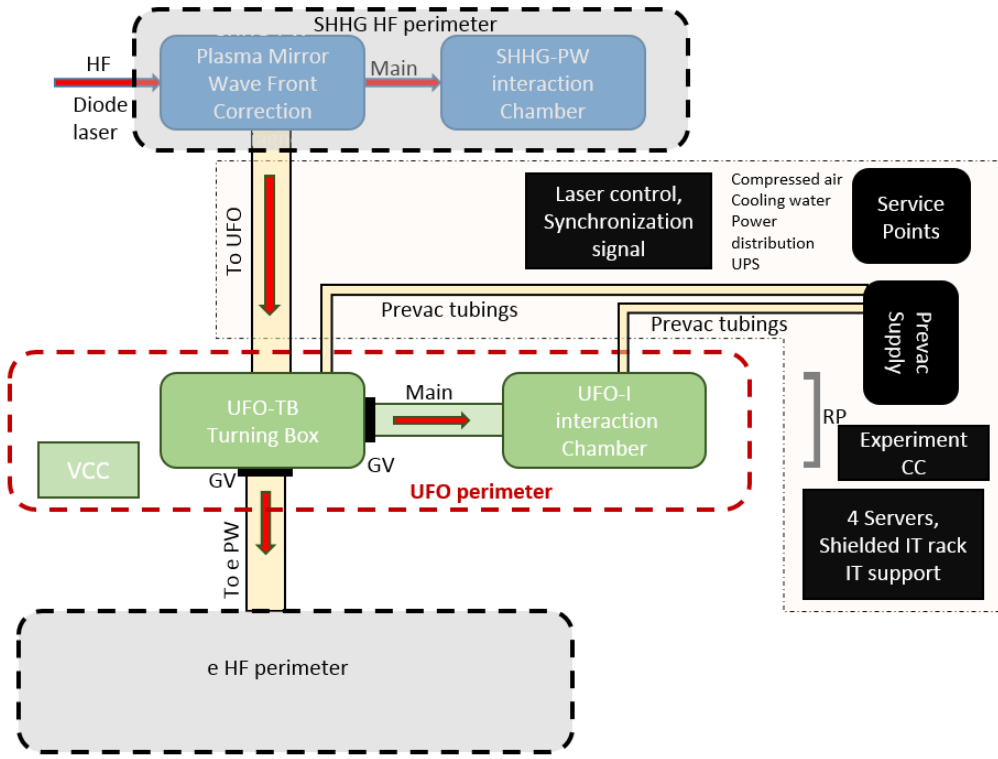 SHHG HF perimeter
HF
Diode
laser
Plasma Mirror
Wave Front
Correction
Main
SHHG-PW
interaction
Chamber
To UFO
Laser control,
Synchronization
signal
Compressed air
Cooling water
Power
distribution
UPS
Service
Points
Prevac tubings
Prevac tubings
Prevac
Supply
UFO-TB
Turning Box
Main
UFO-I
interaction
Chamber
RP
VCC
GV
GV
UFO perimeter
Experiment
CC
To e PW
4 Servers,
Shielded IT rack
IT support
e HF perimeter